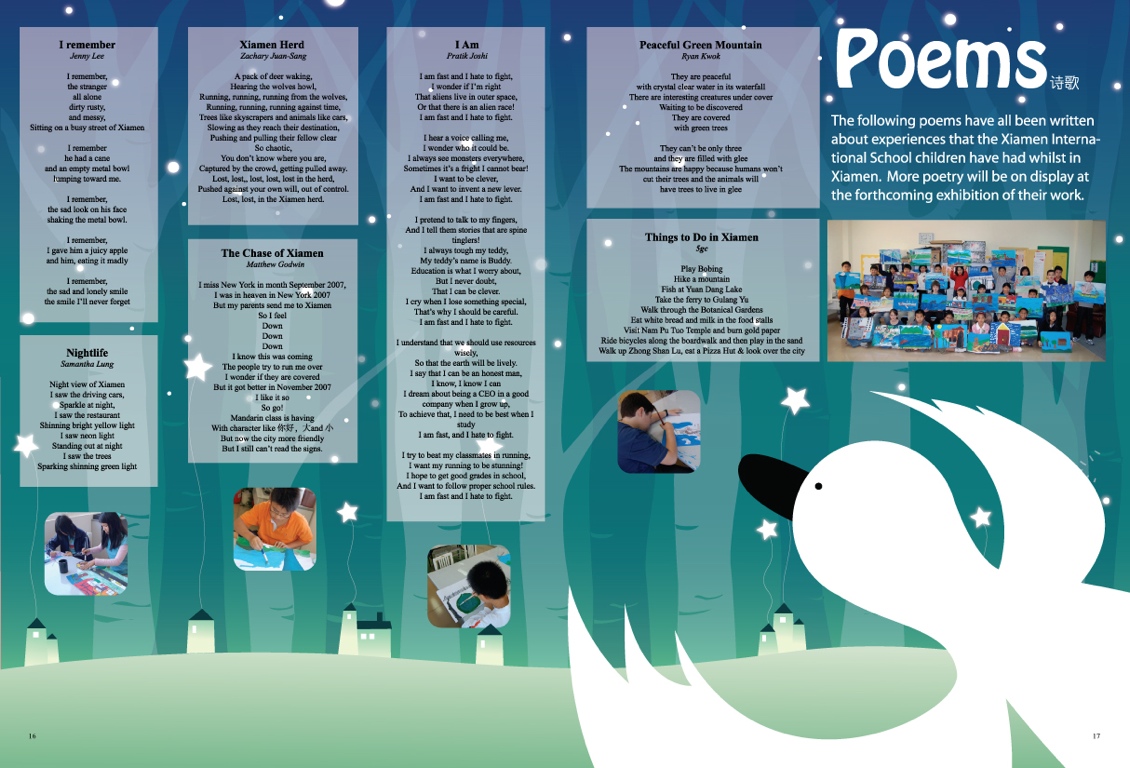 I remember
Jenny Lee
I remember,
the stranger
all alone
dirty rusty,
and messy,
Sitting on a busy street of Xiamen
I remember
he had a cane
and an empty metal bowl
limping toward me.
I remember,
the sad look on his face
shaking the metal bowl.
I remember,
I gave him a juicy apple
and him, eating it madly
I remember,
the sad and lonely smile
the smile I'll never forget
Nightlife
Samantha Lung
Night view of Xiamen
I saw the driving cars,
Sparkle at night,
I saw the restaurant
Shinning bright yellow light
I saw neon light
Standing out at night
I saw the trees
Sparking shinning green light
Xiamen Herd
Zachary Juan-Sang
A pack of deer waking,
Hearing the wolves howl,
Running, running, running from the wolves,
Running, running, running against time,
Trees like skyscrapers and animals like cars,
Slowing as they reach their destination,
Pushing and pulling their fellow clear
So chaotic,
You don't know where you are,
Captured by the crowd, getting pulled away.
Lost, lost,, lost, lost, lost in the herd,
Pushed against your own will, out of control.
Lost, lost, in the Xiamen herd.
The Chase of Xiamen
Matthew Godwin
I miss New York in month September 2007,
I was in heaven in New York 2007
But my parents send me to Xiamen
So I feel
Down
Down
Down
I know this was coming
The people try to run me over
I wonder if they are covered
But it got better in November 2007
I like it so
So go!
Mandarin class is having
With character like 你好，大and 小
But now the city more friendly
But I still can't read the signs.
I Am
Pratik Joshi
I am fast and I hate to fight,
I wonder if I'm right
That aliens live in outer space,
Or that there is an alien race!
I am fast and I hate to fight.
I hear a voice calling me,
I wonder who it could be.
I always see monsters everywhere,
Sometimes it's a fright I cannot bear!
I want to be clever,
And I want to invent a new lever.
I am fast and I hate to fight.
I pretend to talk to my fingers,
And I tell them stories that are spine
tinglers!
I always tough my teddy,
My teddy's name is Buddy.
Education is what I worry about,
But I never doubt,
That I can be clever.
I cry when I lose something special,
That's why I should be careful.
I am fast and I hate to fight.
I understand that we should use resources
wisely,
So that the earth will be lively.
I say that I can be an honest man,
I know, I know I can
I dream about being a CEO in a good
company when I grow up,
To achieve that, I need to be best when I
study
I am fast, and I hate to fight.
I try to beat my classmates in running,
I want my running to be stunning!
I hope to get good grades in school,
And I want to follow proper school rules.
I am fast and I hate to fight.
16
Peaceful Green Mountain
Ryan Kwok
They are peaceful
with crystal clear water in its waterfall
There are interesting creatures under cover
Waiting to be discovered
They are covered
with green trees
They can't be only three
and they are filled with glee
The mountains are happy because humans won't
cut their trees and the animals will
have trees to live in glee
Things to Do in Xiamen
5gc
Play Bobing
Hike a mountain
Fish at Yuan Dang Lake
Take the ferry to Gulang Yu
Walk through the Botanical Gardens
Eat white bread and milk in the food stalls
Visit Nam Pu Tuo Temple and burn gold paper
Ride bicycles along the boardwalk and then play in the sand
Walk up Zhong Shan Lu, eat a Pizza Hut & look over the city
Poems 诗歌
The following poems have all been written
about experiences that the Xiamen Interna-
tional School children have had whilst in
Xiamen. More poetry will be on display at
the forthcoming exhibition of their work.
17